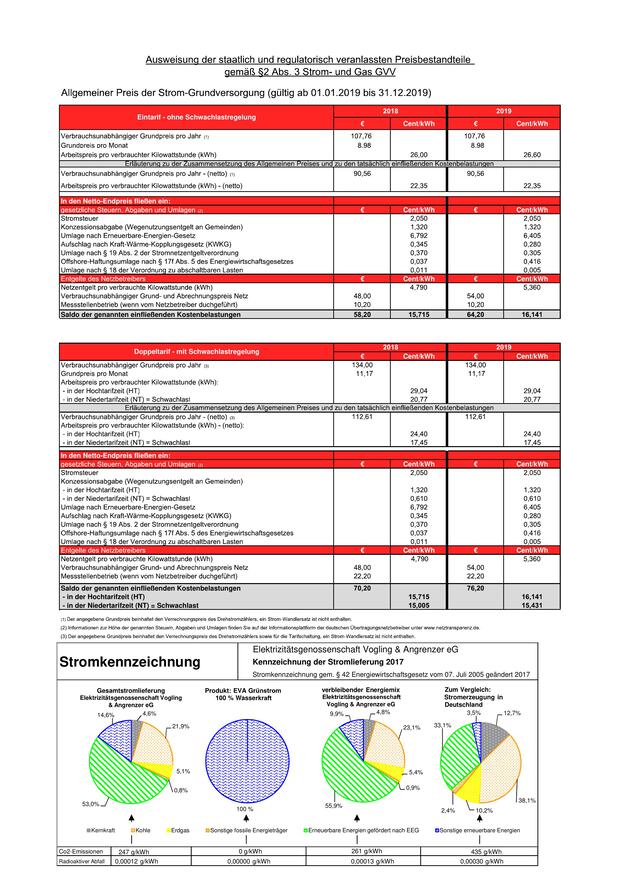 Ausweisung der staatlich und regulatorisch veranlassten Preisbestandteile
gemäß §2 Abs. 3 Strom- und Gas GVV
Allgemeiner Preis der Strom-Grundversorgung (gültig ab 01.01.2019 bis 31.12.2019)
Eintarif - ohne Schwachlastregelung 2018 2019
€ Cent/kWh € Cent/kWh
Verbrauchsunabhängiger Grundpreis pro Jahr (1) 107,76 107,76
Grundpreis pro Monat 8.98 8.98
Arbeitspreis pro verbrauchter Kilowattstunde (kWh) 26,00 26,60
Erläuterung zu der Zusammensetzung des Allgemeinen Preises und zu den tatsächlich einfließenden Kostenbelastungen
Verbrauchsunabhängiger Grundpreis pro Jahr - (netto) (1) 90,56 90,56
Arbeitspreis pro verbrauchter Kilowattstunde (kWh) - (netto) 22,35 22,35
In den Netto-Endpreis fließen ein:
gesetzliche Steuern, Abgaben und Umlagen (2) € Cent/kWh € Cent/kWh
Stromsteuer 2,050 2,050
Konzessionsabgabe (Wegenutzungsentgelt an Gemeinden) 1,320 1,320
Umlage nach Erneuerbare-Energien-Gesetz 6,792 6,405
Aufschlag nach Kraft-Wärme-Kopplungsgesetz (KWKG) 0,345 0,280
Umlage nach § 19 Abs. 2 der Stromnetzentgeltverordnung 0,370 0,305
Offshore-Haftungsumlage nach § 17f Abs. 5 des Energiewirtschaftsgesetzes 0,037 0,416
Umlage nach § 18 der Verordnung zu abschaltbaren Lasten 0,011 0,005
Entgelte des Netzbetreibers € Cent/kWh € Cent/kWh
Netzentgelt pro verbrauchte Kilowattstunde (kWh) 4,790 5,360
Verbrauchsunabhängiger Grund- und Abrechnungspreis Netz 48,00 54,00
Messstellenbetrieb (wenn vom Netzbetreiber duchgeführt) 10,20 10,20
Saldo der genannten einfließenden Kostenbelastungen 58,20 15,715 64,20 16,141
Doppeltarif - mit Schwachlastregelung 2018 2019
€ Cent/kWh € Cent/kWh
Verbrauchsunabhängiger Grundpreis pro Jahr (3) 134,00 134,00
Grundpreis pro Monat 11,17 11,17
Arbeitspreis pro verbrauchter Kilowattstunde (kWh):
- in der Hochtarifzeit (HT) 29,04 29,04
- in der Niedertarifzeit (NT) = Schwachlast 20,77 20,77
Erläuterung zu der Zusammensetzung des Allgemeinen Preises und zu den tatsächlich einfließenden Kostenbelastungen
Verbrauchsunabhängiger Grundpreis pro Jahr - (netto) (3) 112,61 112,61
Arbeitspreis pro verbrauchter Kilowattstunde (kWh) - (netto):
- in der Hochtarifzeit (HT) 24,40 24,40
- in der Niedertarifzeit (NT) = Schwachlast 17,45 17,45
In den Netto-Endpreis fließen ein:
gesetzliche Steuern, Abgaben und Umlagen (2) € Cent/kWh € Cent/kWh
Stromsteuer 2,050 2,050
Konzessionsabgabe (Wegenutzungsentgelt an Gemeinden)
- in der Hochtarifzeit (HT) 1,320 1,320
- in der Niedertarifzeit (NT) = Schwachlast 0,610 0,610
Umlage nach Erneuerbare-Energien-Gesetz 6,792 6,405
Aufschlag nach Kraft-Wärme-Kopplungsgesetz (KWKG) 0,345 0,280
Umlage nach § 19 Abs. 2 der Stromnetzentgeltverordnung 0,370 0,305
Offshore-Haftungsumlage nach § 17f Abs. 5 des Energiewirtschaftsgesetzes 0,037 0,416
Umlage nach § 18 der Verordnung zu abschaltbaren Lasten 0,011 0,005
Entgelte des Netzbetreibers € Cent/kWh € Cent/kWh
Netzentgelt pro verbrauchte Kilowattstunde (kWh) 4,790 5,360
Verbrauchsunabhängiger Grund- und Abrechnungspreis Netz 48,00 54,00
Messstellenbetrieb (wenn vom Netzbetreiber duchgeführt) 22,20 22,20
Saldo der genannten einfließenden Kostenbelastungen 70,20 76,20
- in der Hochtarifzeit (HT) 15,715 16,141
- in der Niedertarifzeit (NT) = Schwachlast 15,005 15,431
(1) Der angegebene Grundpreis beinhaltet den Verrechnungspreis des Drehstromzählers, ein Strom-Wandlersatz ist nicht enthalten.
(2) Informationen zur Höhe der genannten Abgaben und Umlagen finden Sie auf der Informationsplattform der deutschen Übertragungsnetzbetreiber unter www.netztransparenz.de.
(3) Der angegebene Grundpreis beinhaltet den Verrechnungspreis des Drehstromzählers sowie für die Tarifschaltung, ein Strom-Wandlersatz ist nicht enthalten.
Stromkennzeichnung
Elektrizitätsgenossenschaft Vogling & Angrenzer eG
Kennzeichnung der Stromlieferung 2017
Stromkennzeichnung gem. § 42 Energiewirtschaftsgesetz vom 07. Juli 2005 geändert 2017
Gesamtstromlieferung
Elektrizitätsgenossenschaft Vogling
& Angrenzer eG
14,6%
4,6%
21,9%
5,1%
0,8%
53,0%
Produkt: EVA Grünstrom
100 % Wasserkraft
100 %
verbleibender Energiemix
Elektrizitätsgenossenschaft
Vogling & Angrenzer eG
9,9%
4,8%
23,1%
5,4%
0,9%
55,9%
Zum Vergleich:
Stromerzeugung in
Deutschland
3,5%
12,7%
33,1%
38,1%
10,2%
2,4%
Kernkraft Kohle Erdgas Sonstige fossile Energieträger Erneuerbare Energien gefördert nach EEG Sonstige erneuerbare Energien
Co2-Emissionen 247 g/kWh 0 g/kWh 261 g/kWh 435 g/kWh
Radioaktiver Abfall 0,00012 g/kWh 0,00000 g/kWh 0,00013 g/kWh 0,00030 g/kWh